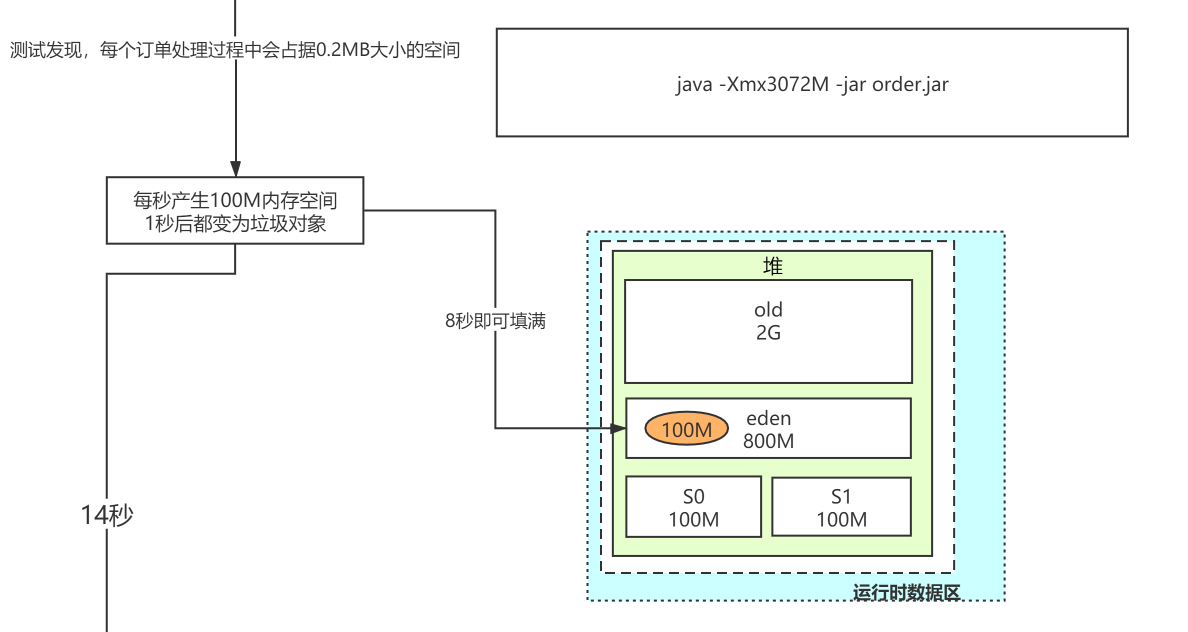 测试发现，每个订单处理过程中会占据0.2MB大小的空间
java -Xmx3072M -jar order.jar
每秒产生100M内存空间
1秒后都变为垃圾对象
8秒即可填满
堆
old
2G
100M
eden
800M
S0
100M
S1
100M
14秒
运行时数据区